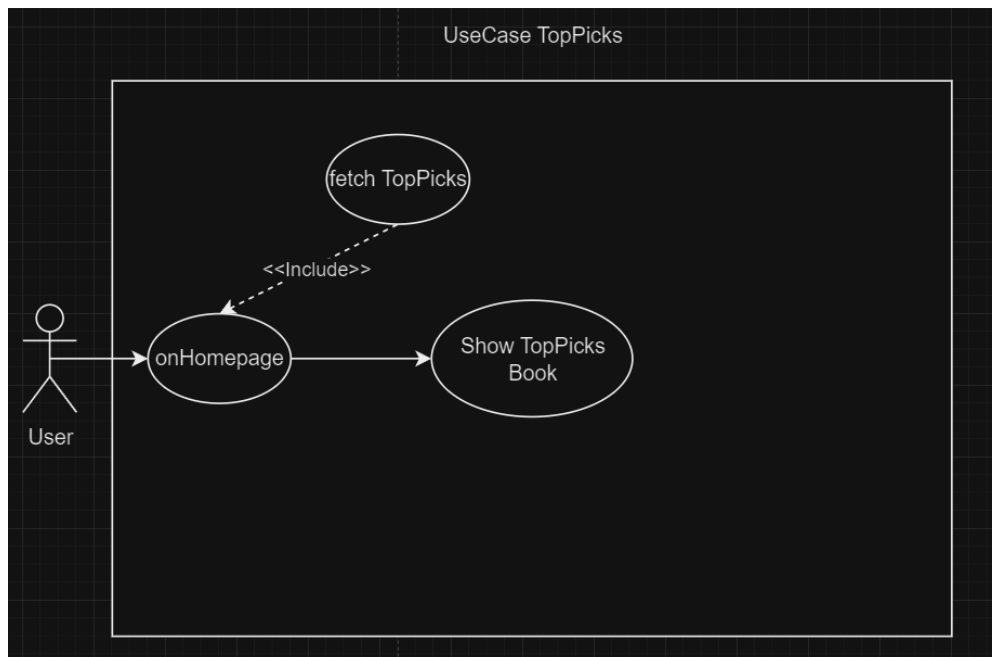 UseCase TopPicks
fetch TopPicks
<<Include>>
onHomepage
Show TopPicks
Book
User